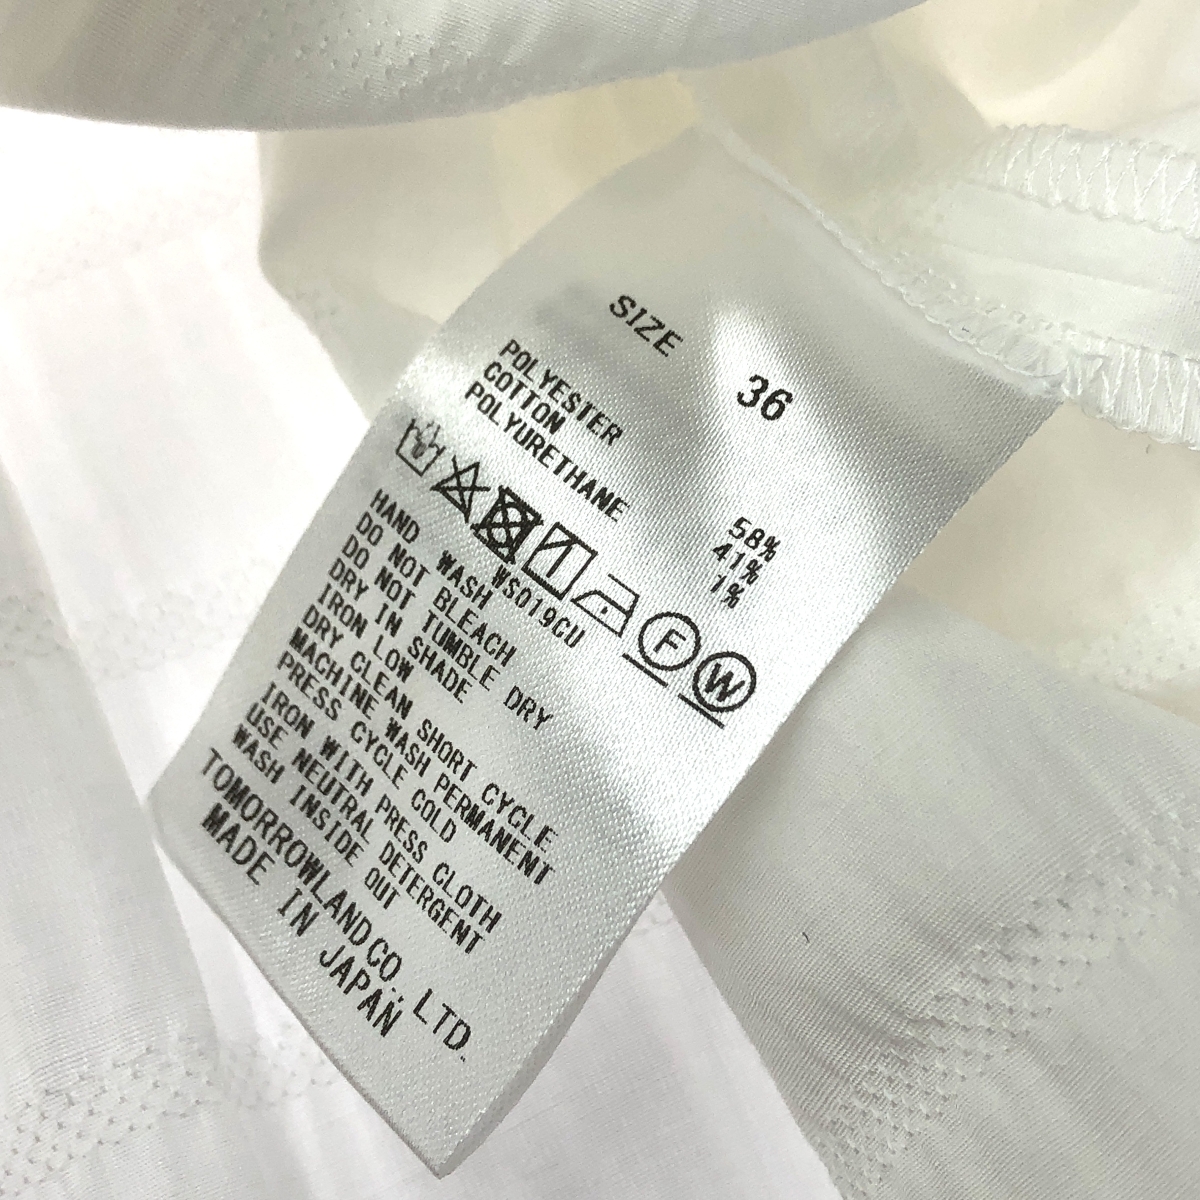 SIZE 36
POLYESTER 58%
COTTON 41%
POLYURETHANE 1%
F W
WS019CU
HAND WASH
DO NOT BLEACH
DO NOT TUMBLE DRY
DRY IN SHADE
IRON LOW
DRY CLEAN SHORT CYCLE
MACHINE WASH PERMANENT
PRESS CYCLE COLD
IRON WITH PRESS CLOTH
USE NEUTRAL DETERGENT
WASH INSIDE OUT
TOMORROWLAND CO., LTD.
MADE IN JAPAN